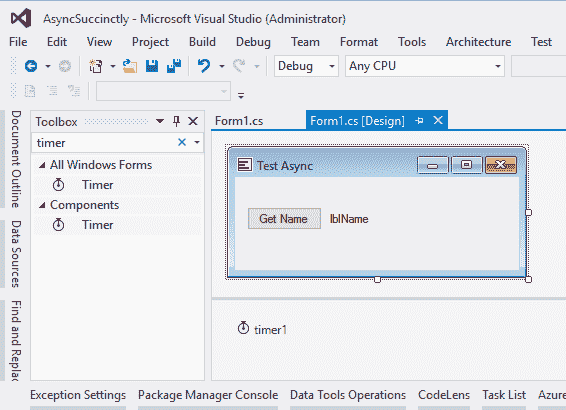 AsyncSuccinctly - Microsoft Visual Studio (Administrator)
File Edit View Project Build Debug Team Format Tools Architecture Test
Debug Any CPU
Document Outline
Data Sources
Find and Replac
Toolbox
timer
All Windows Forms
Timer
Components
Timer
Form1.cs Form1.cs [Design]
Test Async
Get Name lblName
timer1
Exception Settings Package Manager Console Data Tools Operations CodeLens Task List Azure